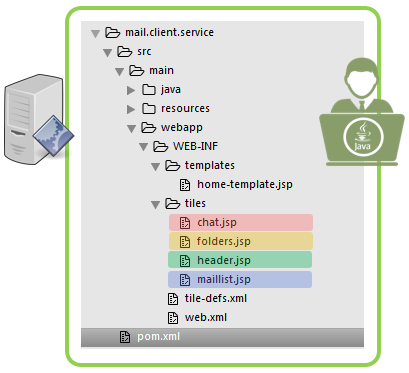 mail.client.service
src
main
java
resources
webapp
WEB-INF
templates
home-template.jsp
tiles
chat.jsp
folders.jsp
header.jsp
maillist.jsp
tile-defs.xml
web.xml
pom.xml
Java